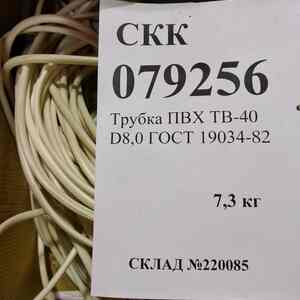 СКК
079256
Трубка ПВХ ТВ-40
D8,0 ГОСТ 19034-82
7,3 кг
СКЛАД №220085